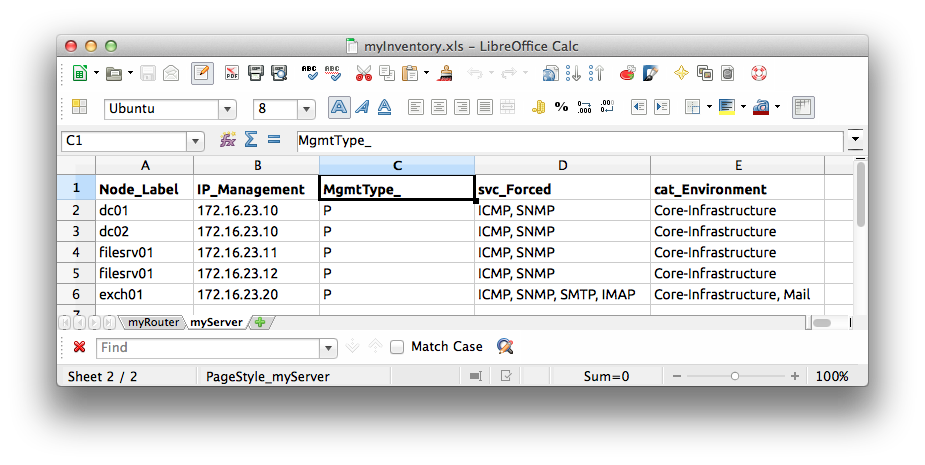 myInventory.xls – LibreOffice Calc
PDF ABC ABC
Ubuntu 8 A A A %
C1 MgmtType_
A B C D E
1 Node_Label IP_Management MgmtType_ svc_Forced cat_Environment
2 dc01 172.16.23.10 P ICMP, SNMP Core-Infrastructure
3 dc02 172.16.23.10 P ICMP, SNMP Core-Infrastructure
4 filesrv01 172.16.23.11 P ICMP, SNMP Core-Infrastructure
5 filesrv01 172.16.23.12 P ICMP, SNMP Core-Infrastructure
6 exch01 172.16.23.20 P ICMP, SNMP, SMTP, IMAP Core-Infrastructure, Mail
myRouter myServer
Find Match Case
Sheet 2 / 2 PageStyle_myServer Sum=0 100%